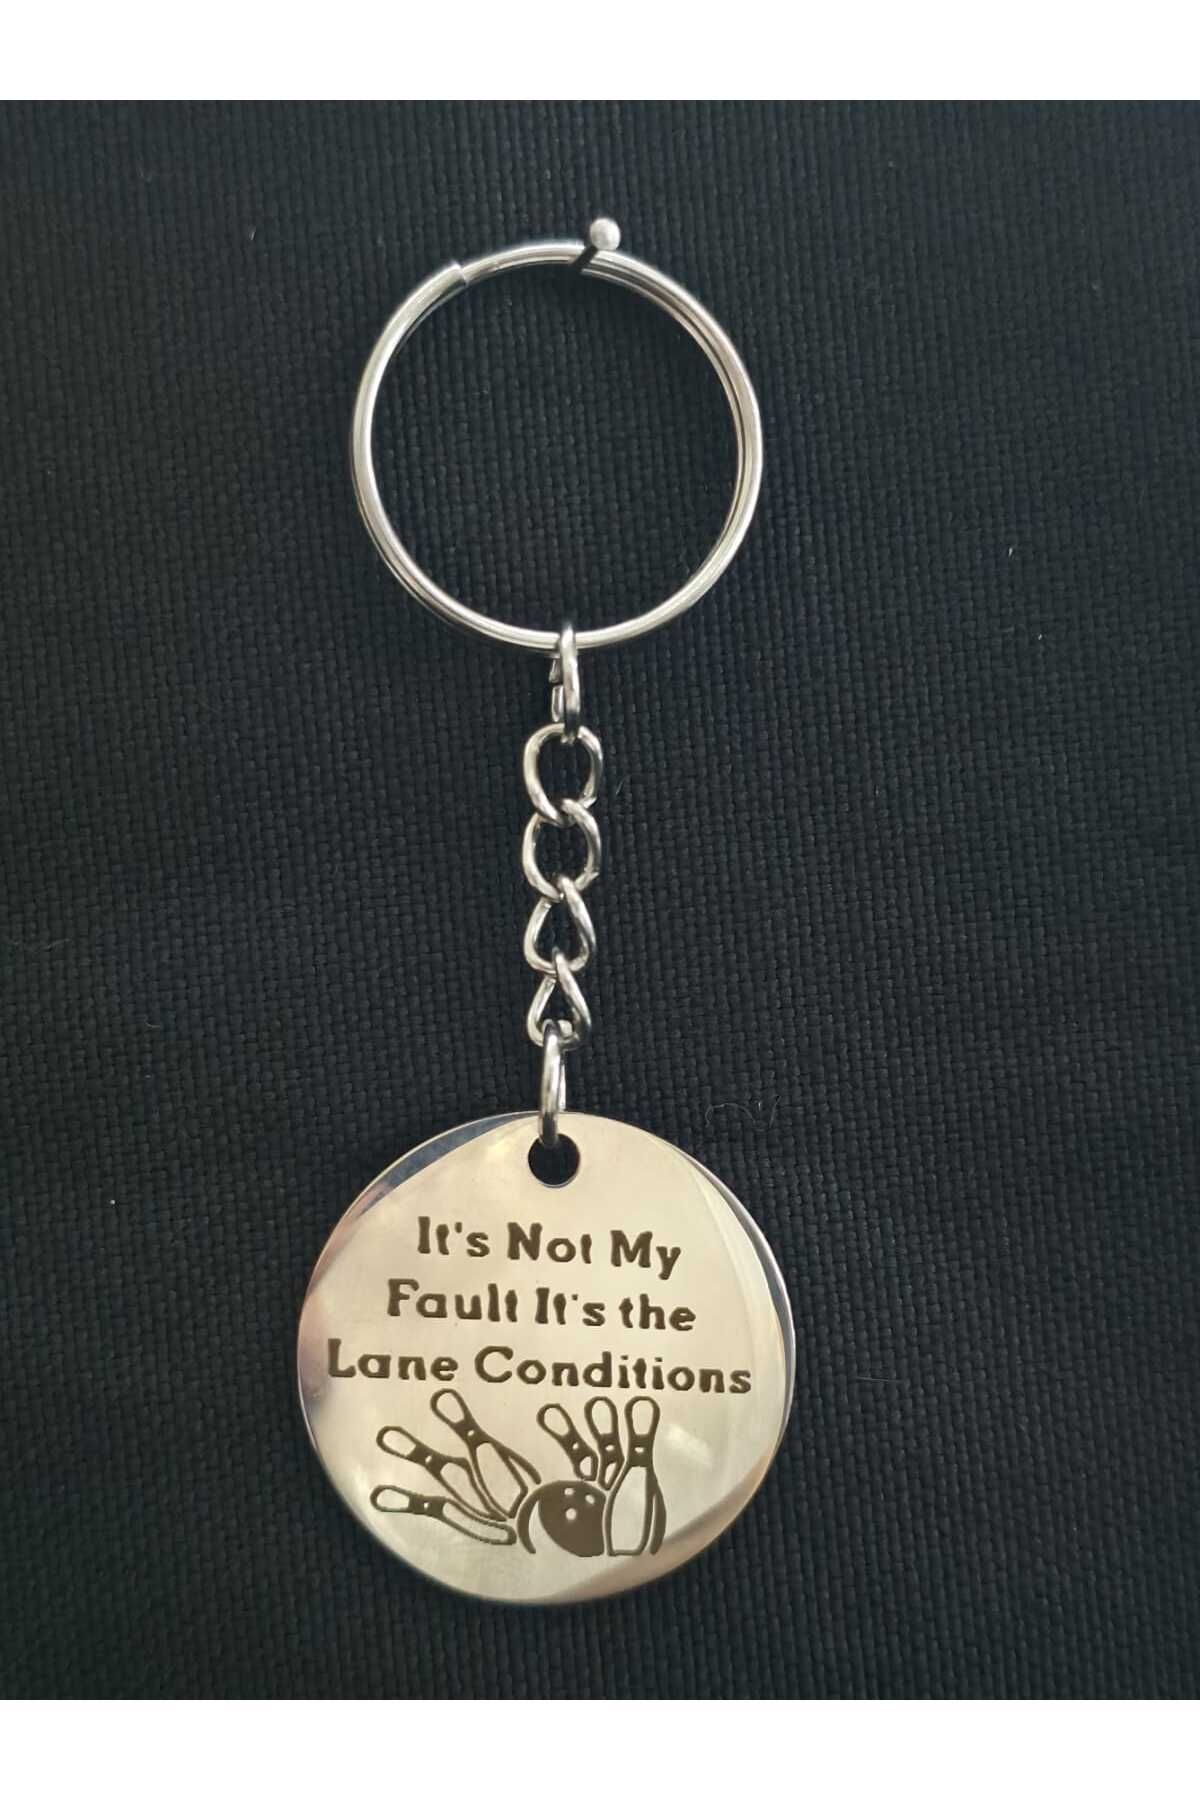 It's Not My
Fault It's the
Lane Conditions